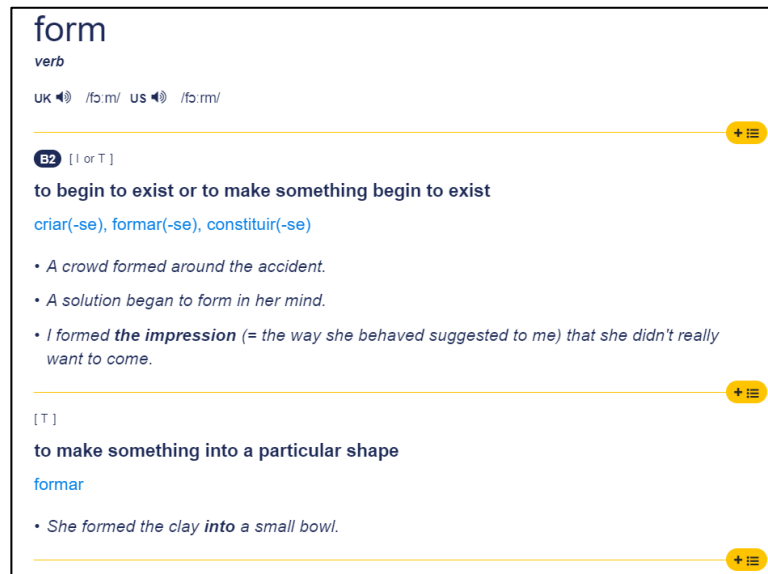 form
verb
UK /fɔːm/ US /fɔːrm/
B2 [ I or T ]
to begin to exist or to make something begin to exist
criar(-se), formar(-se), constituir(-se)
• A crowd formed around the accident.
• A solution began to form in her mind.
• I formed the impression (= the way she behaved suggested to me) that she didn't really
want to come.
[ T ]
to make something into a particular shape
formar
• She formed the clay into a small bowl.